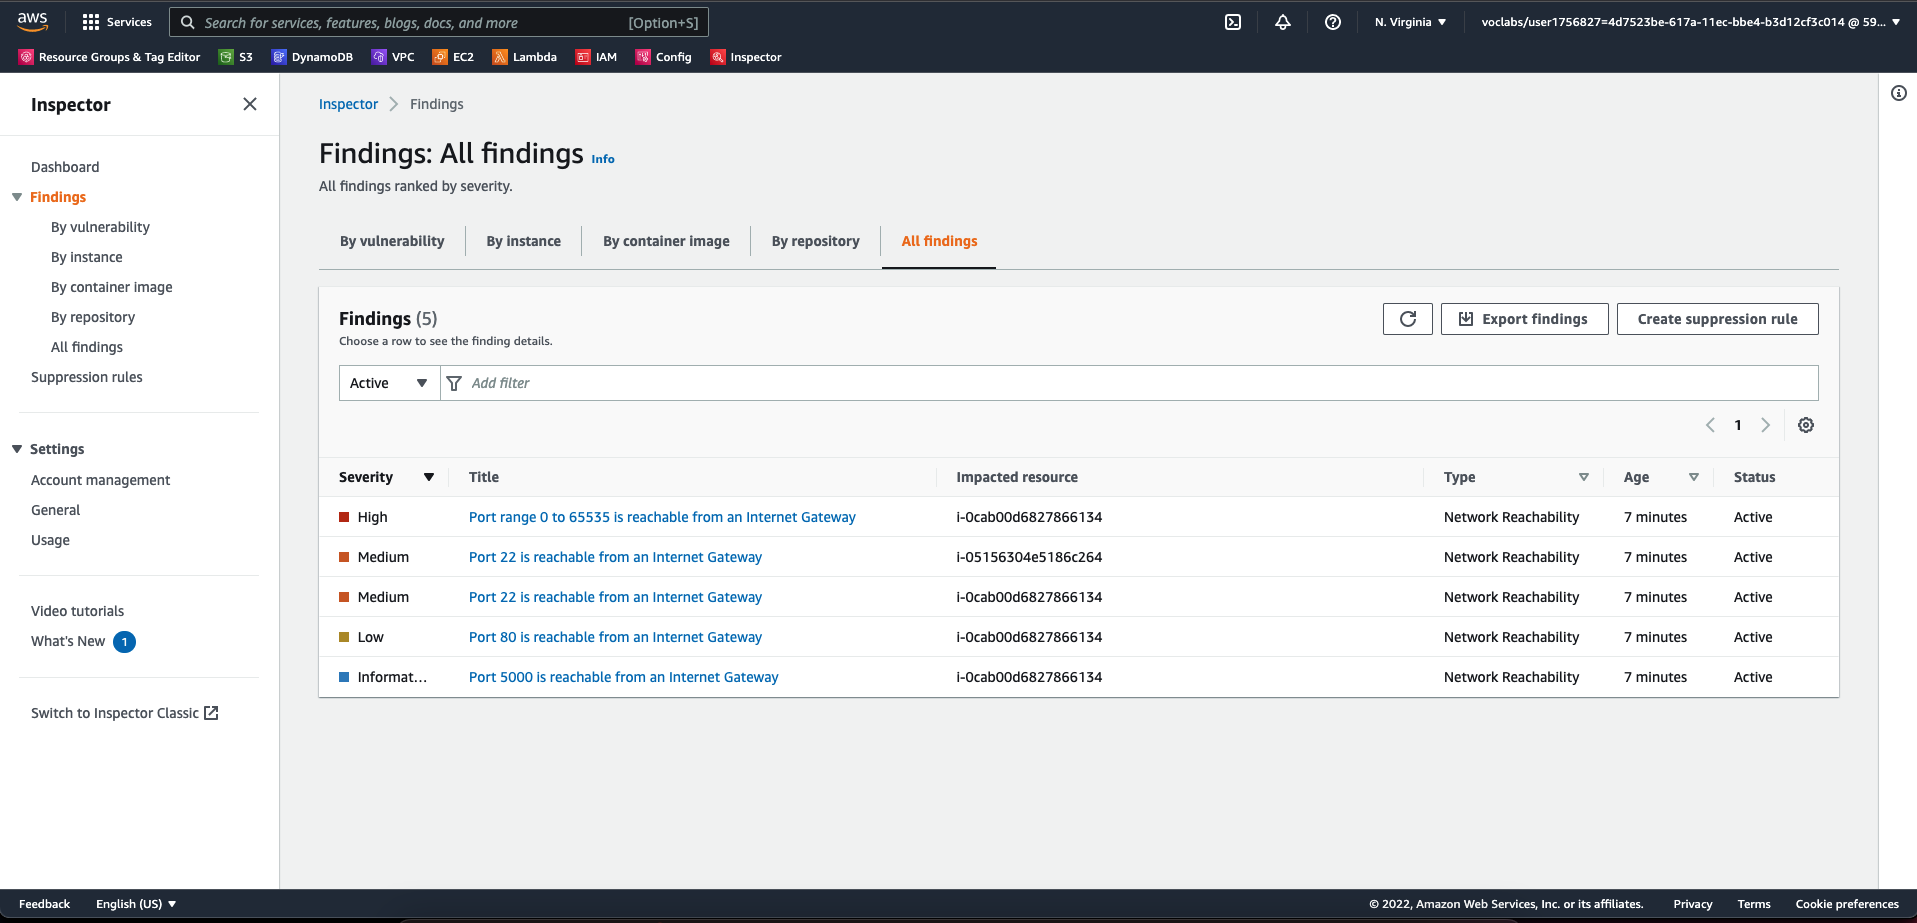 aws
Services
Search for services, features, blogs, docs, and more [Option+S]
N. Virginia
voclabs/user1756827=4d7523be-617a-11ec-bbe4-b3d12cf3c014 @ 59...
Resource Groups & Tag Editor S3 DynamoDB VPC EC2 Lambda IAM Config Inspector
Inspector
Dashboard
Findings
By vulnerability
By instance
By container image
By repository
All findings
Suppression rules
Settings
Account management
General
Usage
Video tutorials
What's New 1
Switch to Inspector Classic
Inspector Findings
Findings: All findings Info
All findings ranked by severity.
By vulnerability By instance By container image By repository All findings
Findings (5)
Choose a row to see the finding details.
Export findings
Create suppression rule
Active Add filter
1
Severity Title Impacted resource Type Age Status
High Port range 0 to 65535 is reachable from an Internet Gateway i-0cab00d6827866134 Network Reachability 7 minutes Active
Medium Port 22 is reachable from an Internet Gateway i-05156304e5186c264 Network Reachability 7 minutes Active
Medium Port 22 is reachable from an Internet Gateway i-0cab00d6827866134 Network Reachability 7 minutes Active
Low Port 80 is reachable from an Internet Gateway i-0cab00d6827866134 Network Reachability 7 minutes Active
Informat... Port 5000 is reachable from an Internet Gateway i-0cab00d6827866134 Network Reachability 7 minutes Active
Feedback English (US) © 2022, Amazon Web Services, Inc. or its affiliates. Privacy Terms Cookie preferences